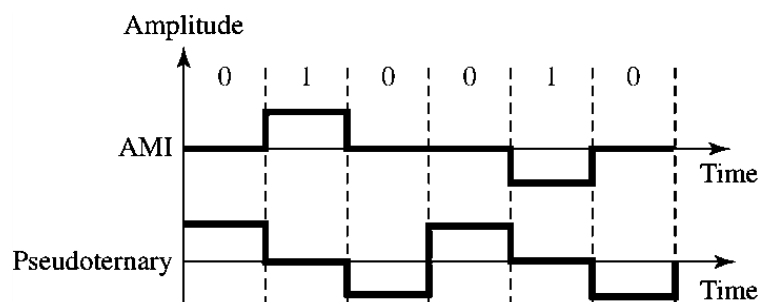 Amplitude
0 1 0 0 1 0
AMI
Time
Pseudoternary
Time